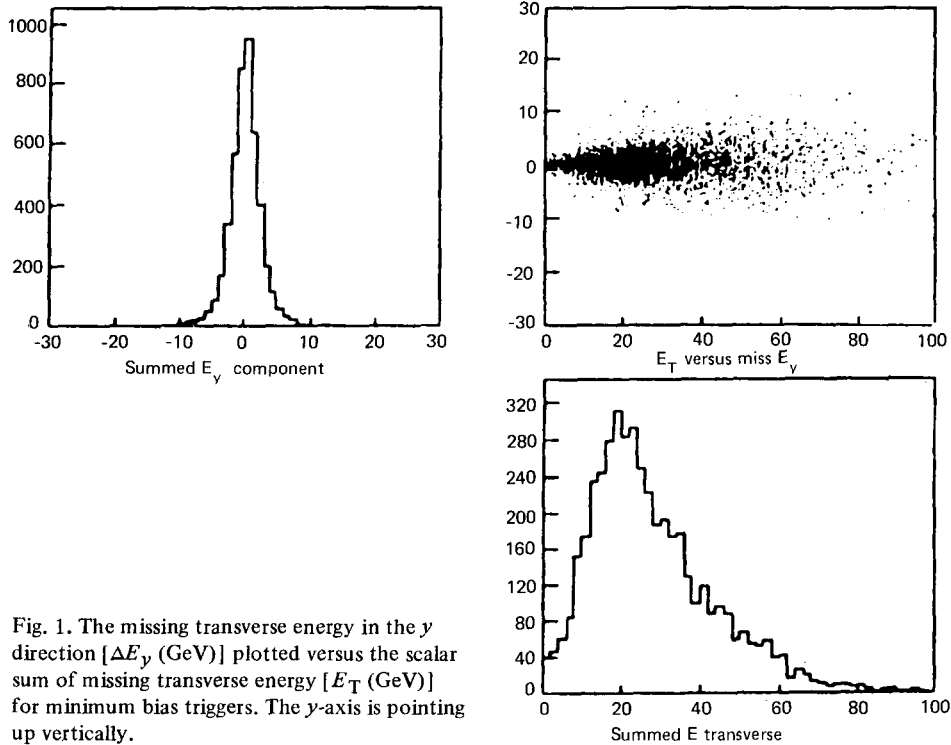 1000
800
600
400
200
0
-30 -20 -10 0 10 20 30
Summed E_y component
30
20
10
0
-10
-20
-30
0 20 40 60 80 100
E_T versus miss E_y
320
280
240
200
160
120
80
40
0
0 20 40 60 80 100
Summed E transverse
Fig. 1. The missing transverse energy in the y
direction [ΔE_y (GeV)] plotted versus the scalar
sum of missing transverse energy [E_T (GeV)]
for minimum bias triggers. The y-axis is pointing
up vertically.